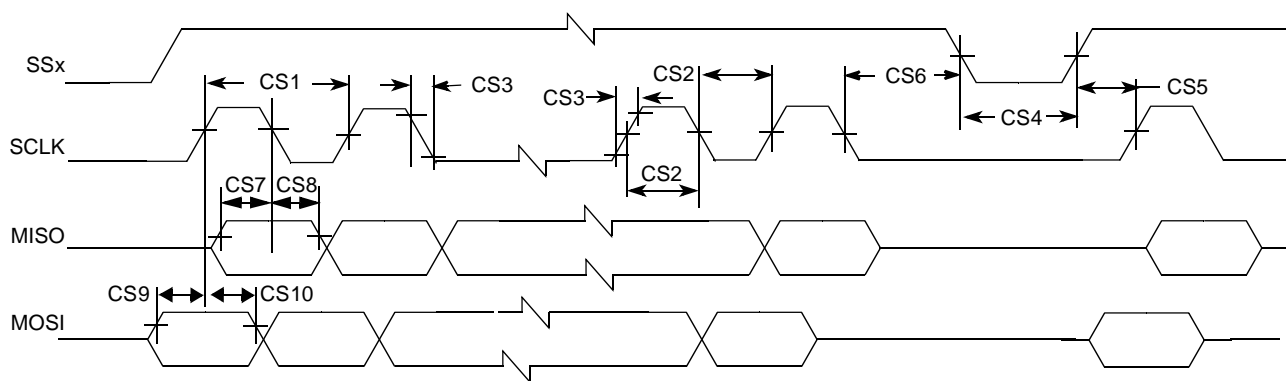 SSx
CS1
CS3
CS3
CS2
CS6
CS5
CS4
SCLK
CS2
CS7
CS8
MISO
CS9
CS10
MOSI